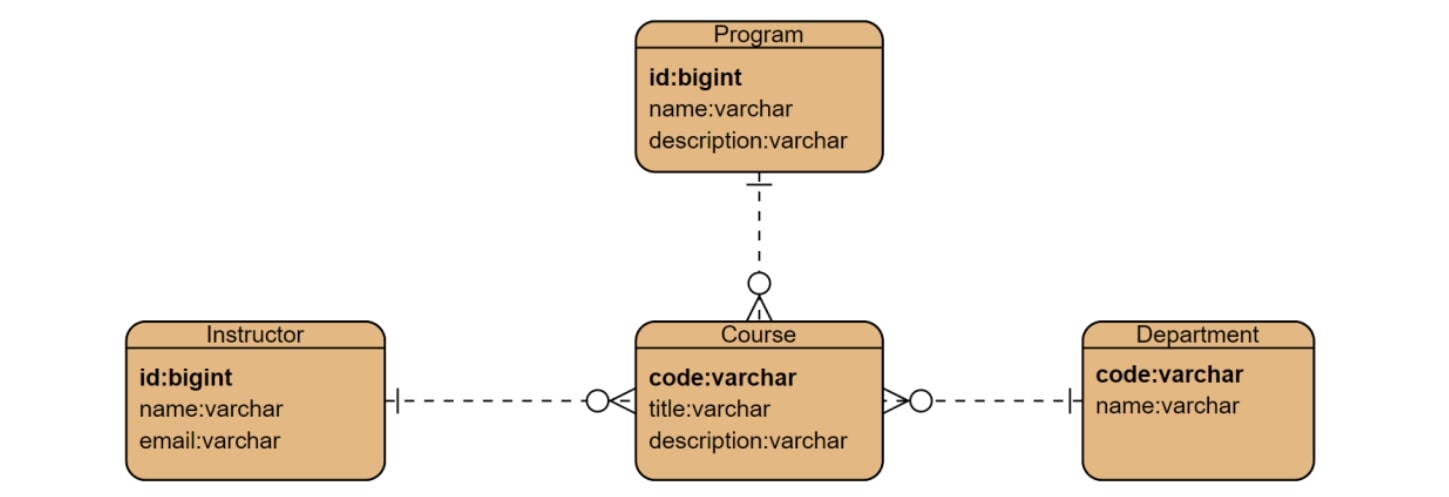 Program
id:bigint
name:varchar
description:varchar
Instructor
id:bigint
name:varchar
email:varchar
Course
code:varchar
title:varchar
description:varchar
Department
code:varchar
name:varchar